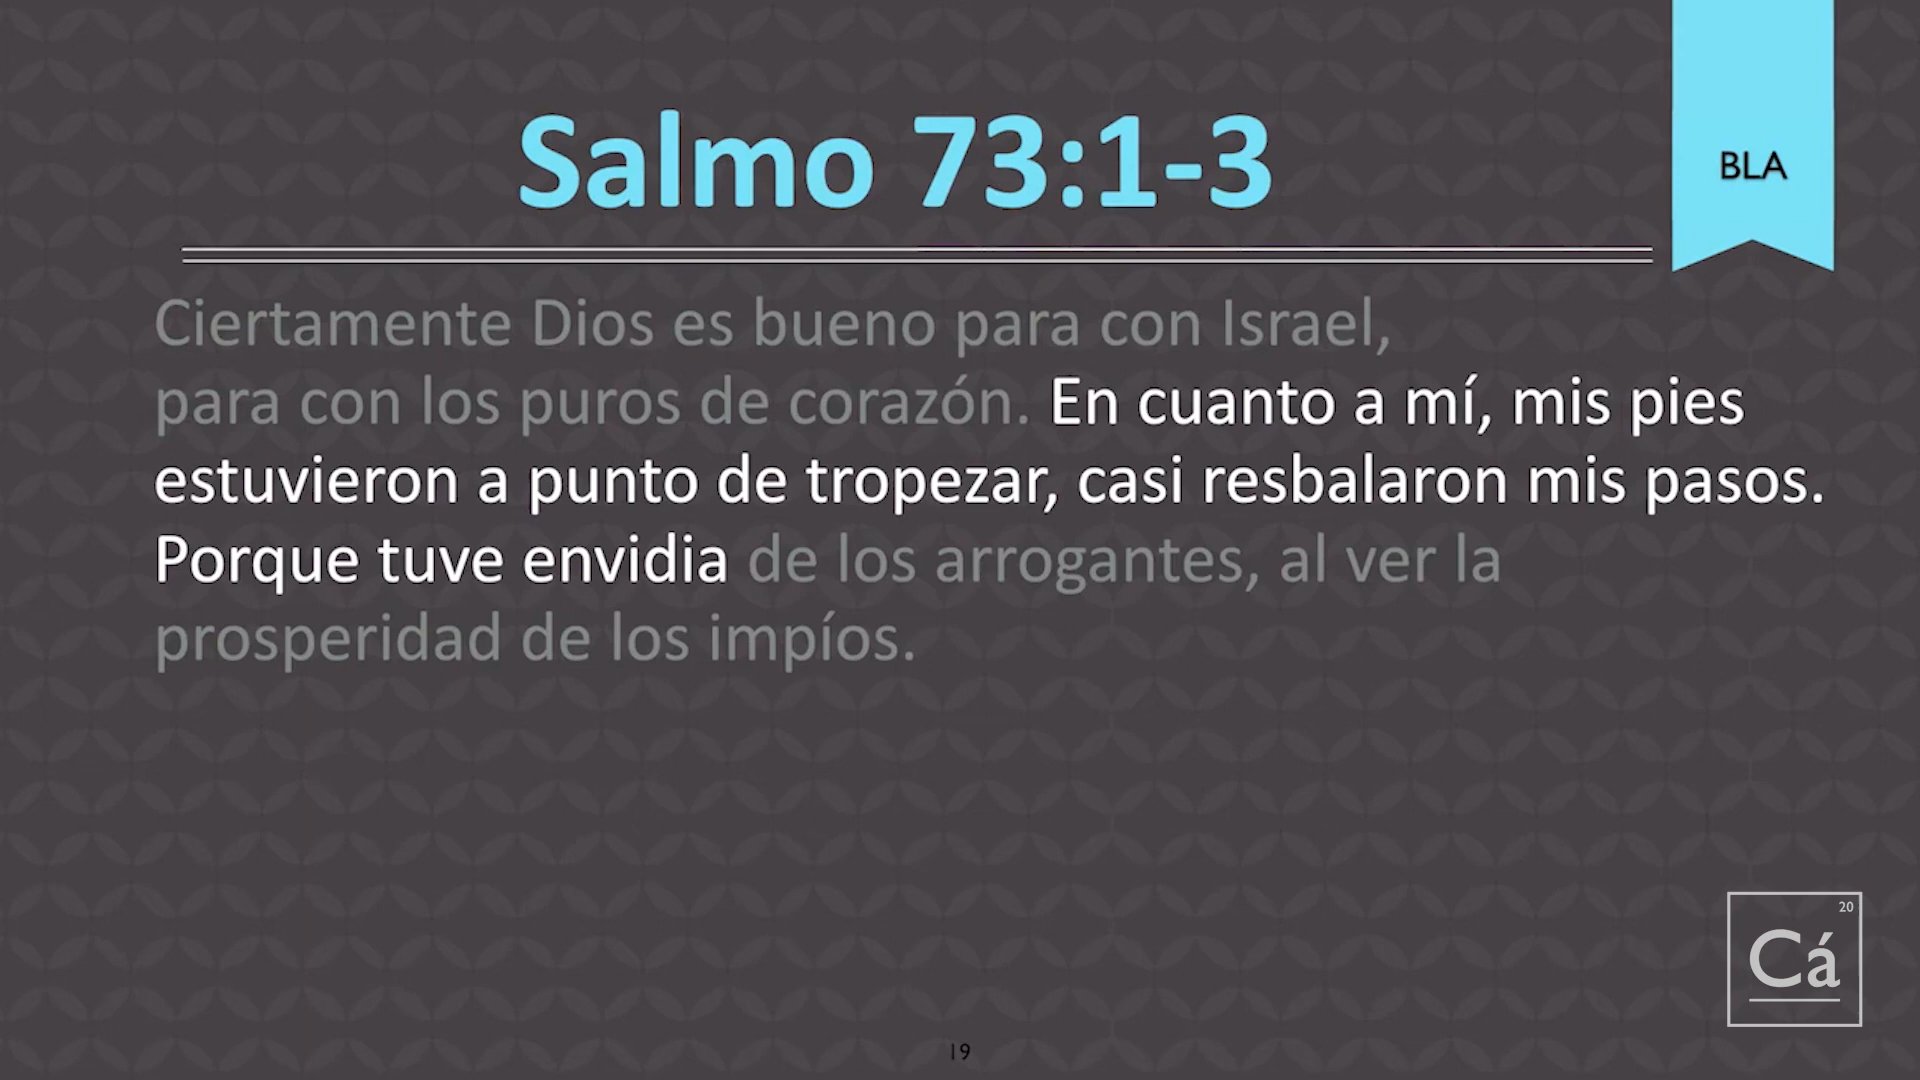 Salmo 73:1-3
BLA
Ciertamente Dios es bueno para con Israel,
para con los puros de corazón. En cuanto a mí, mis pies
estuvieron a punto de tropezar, casi resbalaron mis pasos.
Porque tuve envidia de los arrogantes, al ver la
prosperidad de los impíos.
20
Cá
19